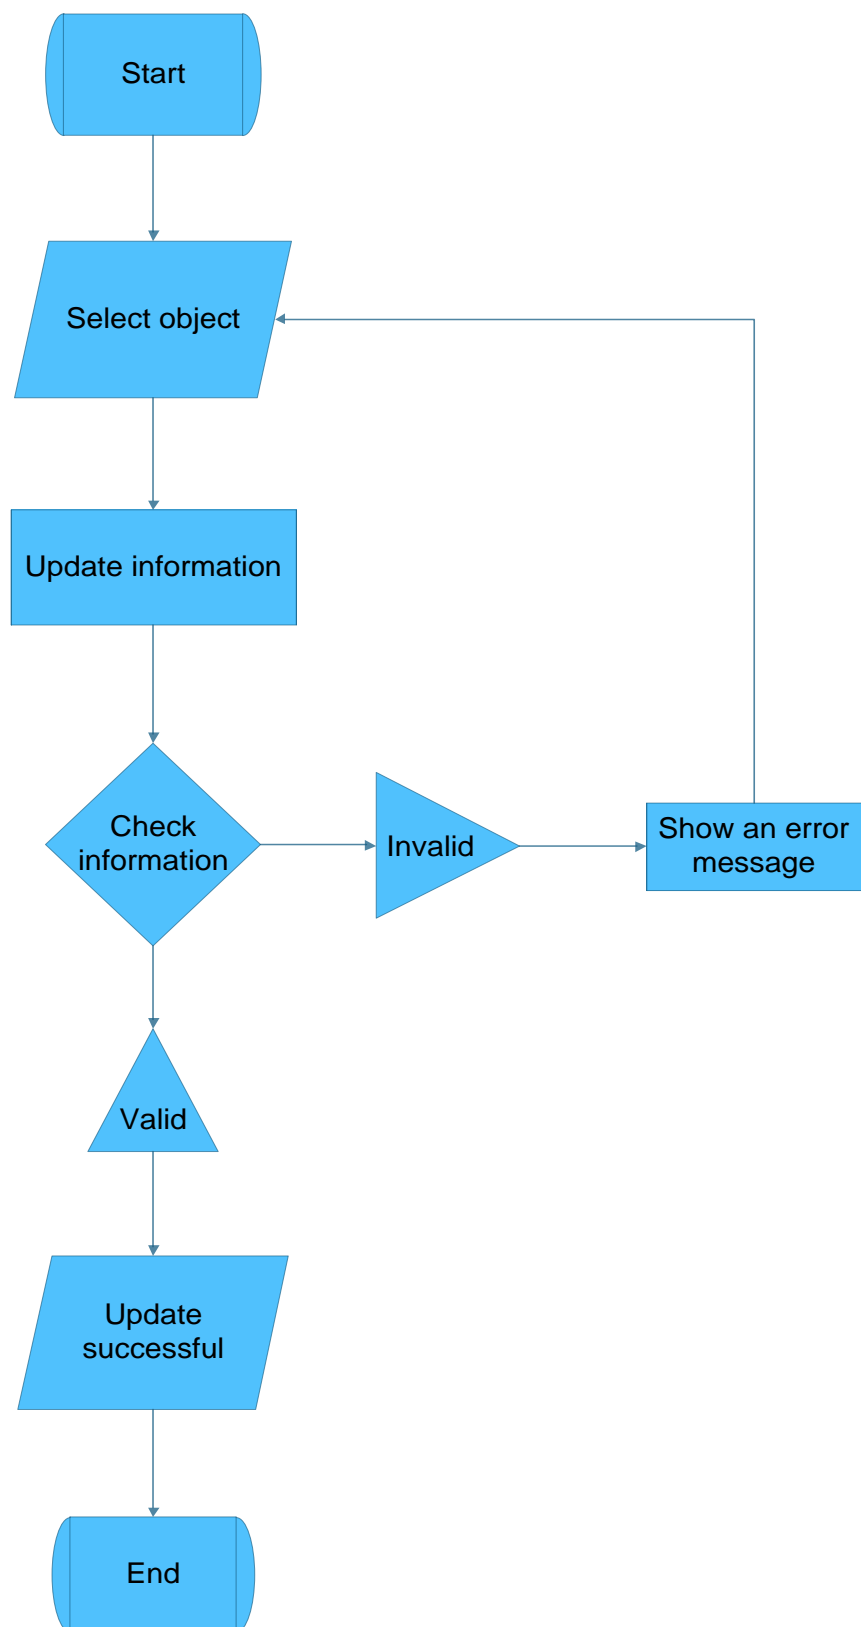 Start
Select object
Update information
Check
information
Invalid
Show an error
message
Valid
Update
successful
End